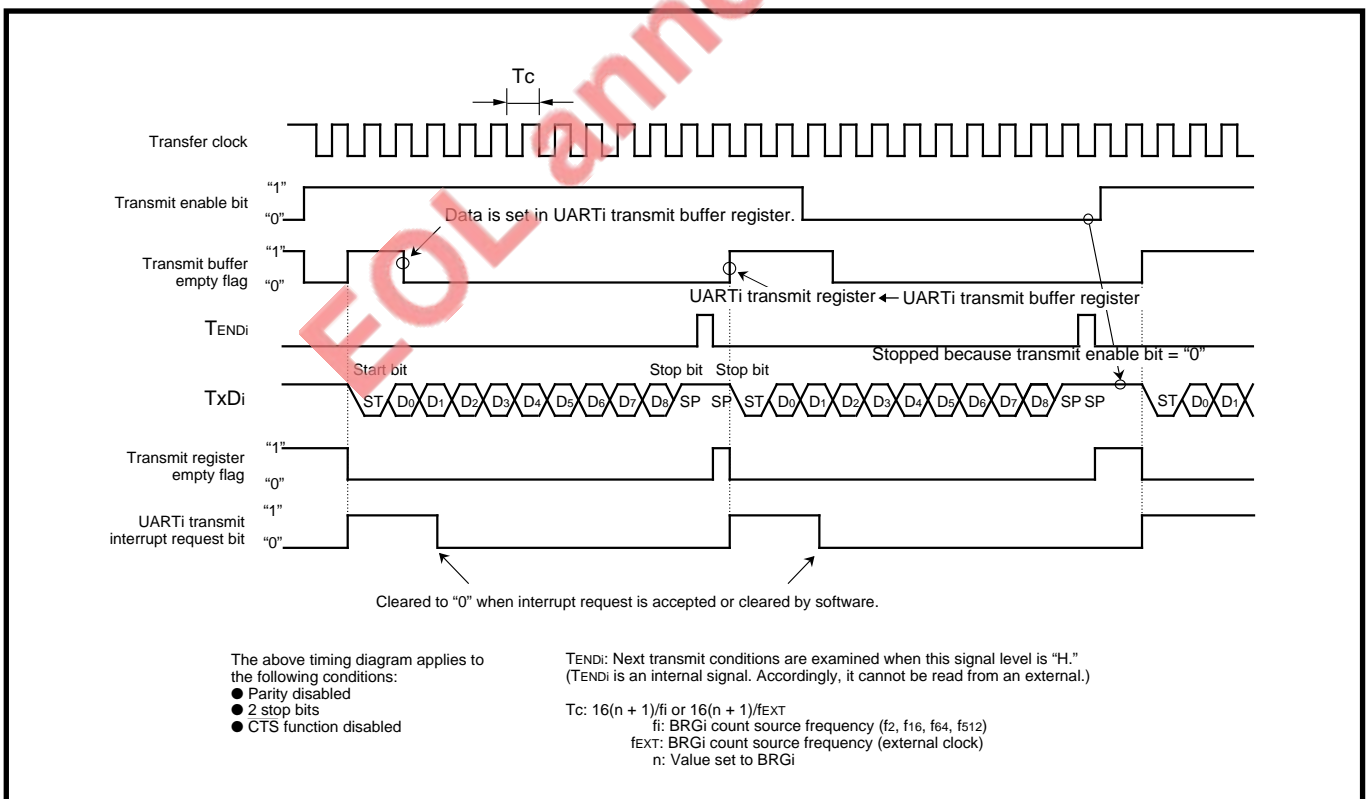 EOL anno
Tc
Transfer clock
Transmit enable bit
“1”
“0”
Data is set in UARTi transmit buffer register.
Transmit buffer
empty flag
“1”
“0”
UARTi transmit register ← UARTi transmit buffer register
TENDi
Stopped because transmit enable bit = “0”
Start bit
Stop bit
Stop bit
TxDi
ST D0 D1 D2 D3 D4 D5 D6 D7 D8 SP SP ST D0 D1 D2 D3 D4 D5 D6 D7 D8 SP SP ST D0 D1
Transmit register
empty flag
“1”
“0”
UARTi transmit
interrupt request bit
“1”
“0”
Cleared to “0” when interrupt request is accepted or cleared by software.
The above timing diagram applies to
the following conditions:
● Parity disabled
● 2 stop bits
● CTS function disabled
TENDi: Next transmit conditions are examined when this signal level is “H.”
(TENDi is an internal signal. Accordingly, it cannot be read from an external.)
Tc: 16(n + 1)/fi or 16(n + 1)/fEXT
fi: BRGi count source frequency (f2, f16, f64, f512)
fEXT: BRGi count source frequency (external clock)
n: Value set to BRGi